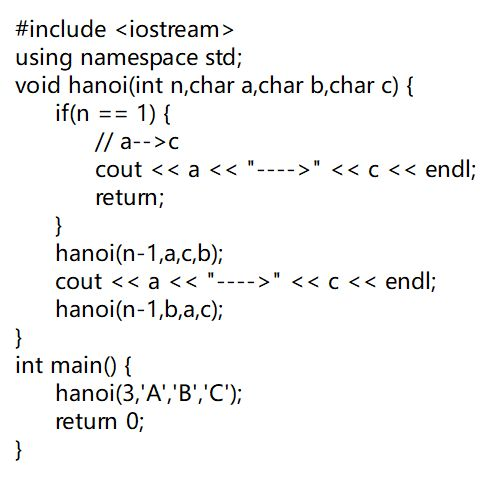 #include <iostream>
using namespace std;
void hanoi(int n,char a,char b,char c) {
if(n == 1) {
// a-->c
cout << a << "---->" << c << endl;
return;
}
hanoi(n-1,a,c,b);
cout << a << "---->" << c << endl;
hanoi(n-1,b,a,c);
}
int main() {
hanoi(3,'A','B','C');
return 0;
}